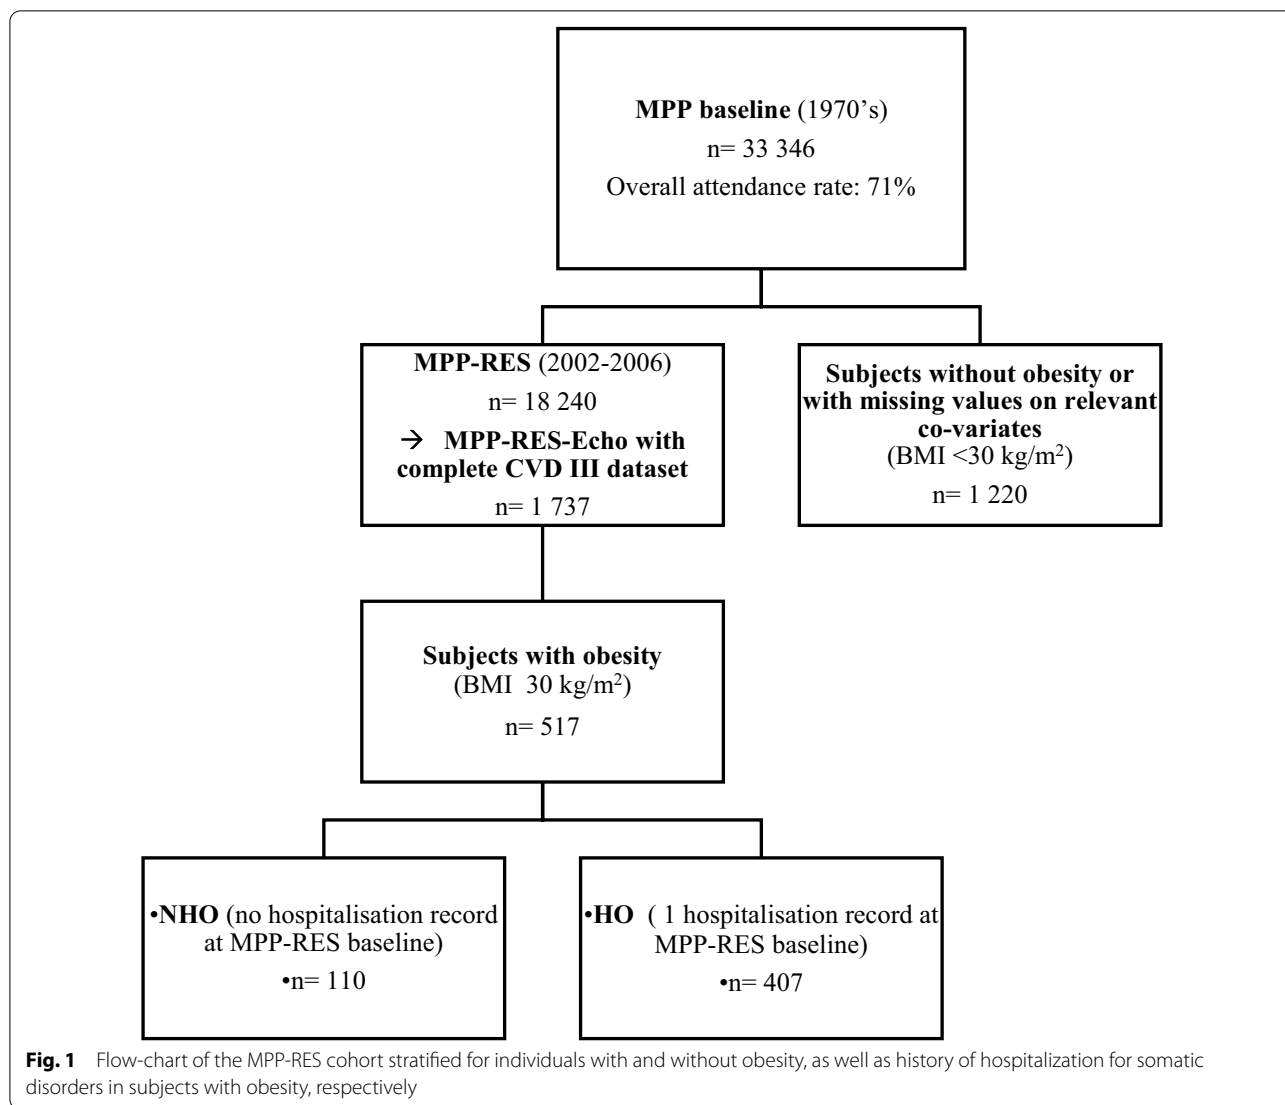 MPP baseline (1970’s)
n= 33 346
Overall attendance rate: 71%
MPP-RES (2002-2006)
n= 18 240
→ MPP-RES-Echo with
complete CVD III dataset
n= 1 737
Subjects without obesity or
with missing values on relevant
co-variates
(BMI <30 kg/m²)
n= 1 220
Subjects with obesity
(BMI 30 kg/m²)
n= 517
•NHO (no hospitalisation record
at MPP-RES baseline)
•n= 110
•HO ( 1 hospitalisation record at
MPP-RES baseline)
•n= 407
Fig. 1 Flow-chart of the MPP-RES cohort stratified for individuals with and without obesity, as well as history of hospitalization for somatic
disorders in subjects with obesity, respectively